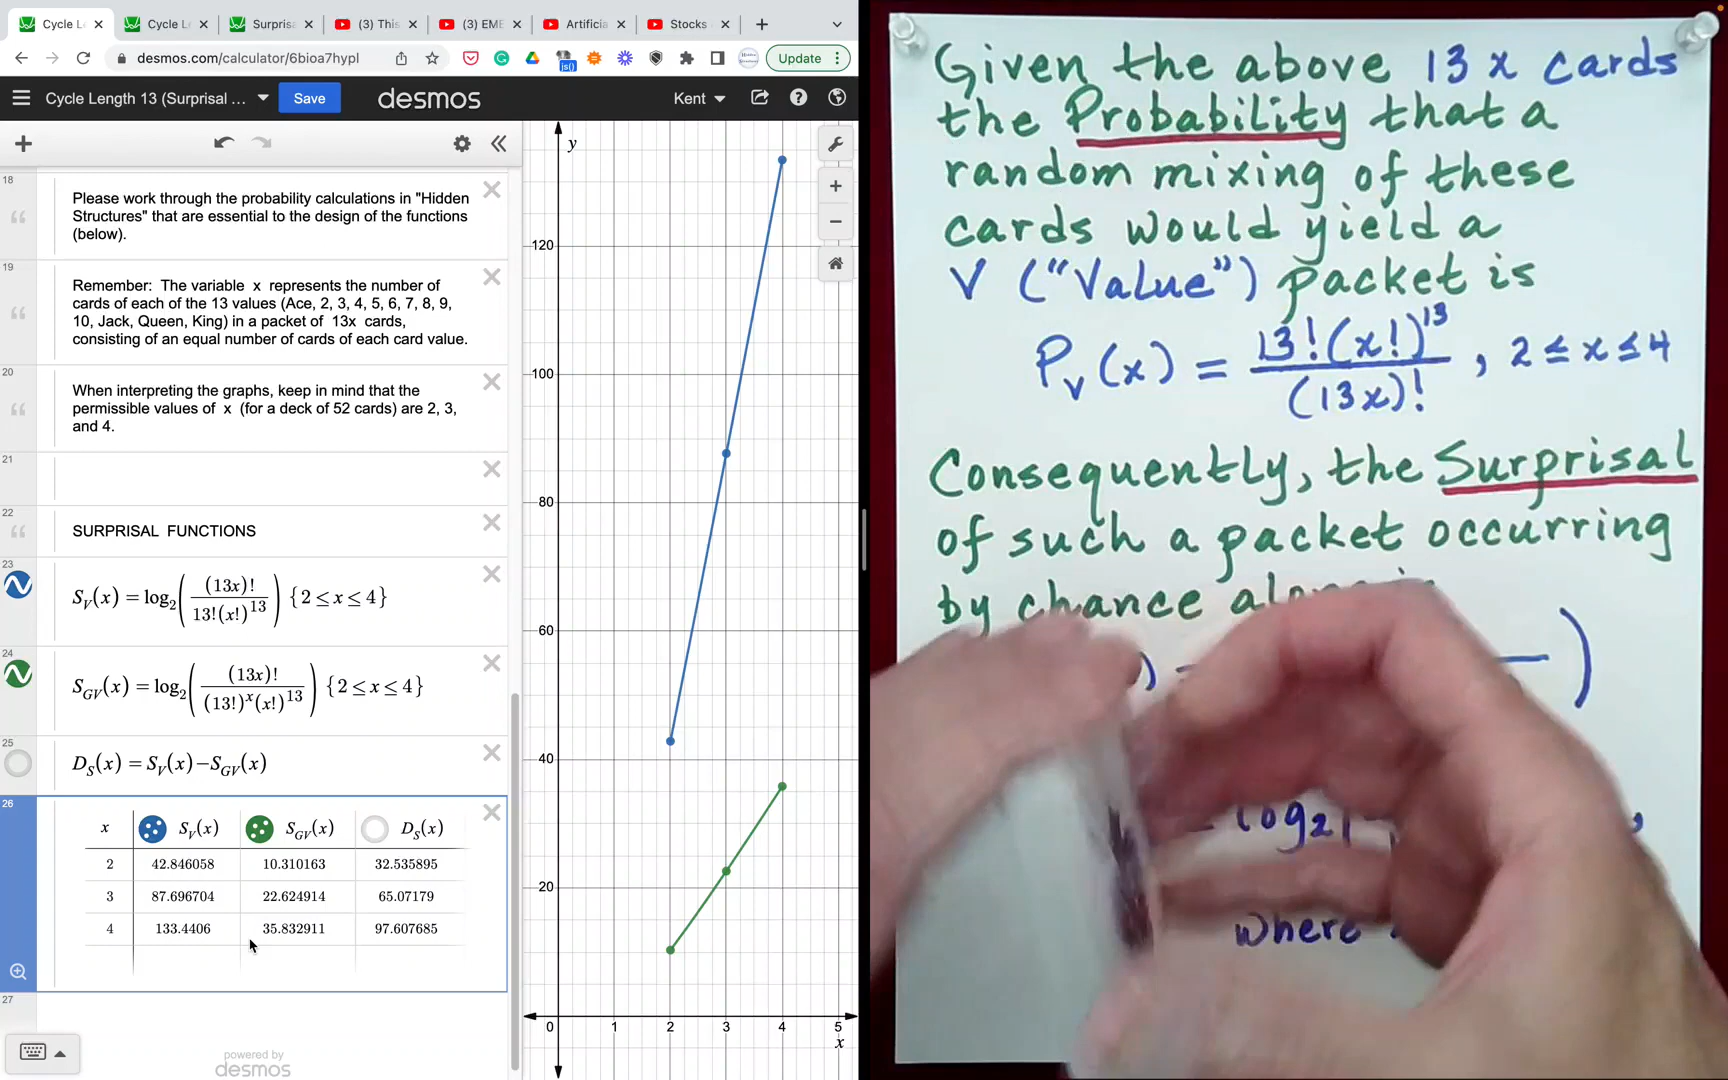 Cycle L
Cycle Le
Surprisa
(3) This
(3) EME
Artificia
Stocks
desmos.com/calculator/6bioa7hypl
Update
Cycle Length 13 (Surprisal ...
Save
desmos
Kent
18
Please work through the probability calculations in "Hidden
Structures" that are essential to the design of the functions
(below).
19
Remember: The variable x represents the number of
cards of each of the 13 values (Ace, 2, 3, 4, 5, 6, 7, 8, 9,
10, Jack, Queen, King) in a packet of 13x cards,
consisting of an equal number of cards of each card value.
20
When interpreting the graphs, keep in mind that the
permissible values of x (for a deck of 52 cards) are 2, 3,
and 4.
21
22
SURPRISAL FUNCTIONS
23
S_V(x) = log_2((13x)! / 13!(x!)^13) {2 ≤ x ≤ 4}
24
S_GV(x) = log_2((13x)! / (13!)^x(x!)^13) {2 ≤ x ≤ 4}
25
D_S(x) = S_V(x) − S_GV(x)
26
x S_V(x) S_GV(x) D_S(x)
2 42.846058 10.310163 32.535895
3 87.696704 22.624914 65.07179
4 133.4406 35.832911 97.607685
27
powered by
desmos
y
120
100
80
60
40
20
0 1 2 3 4 5
x
Given the above 13x cards
the Probability that a
random mixing of these
cards would yield a
V ("Value") packet is
P_V(x) = 13!(x!)^13 / (13x)! , 2 ≤ x ≤ 4
Consequently, the Surprisal
of such a packet occurring
by chance
)
log_2
where